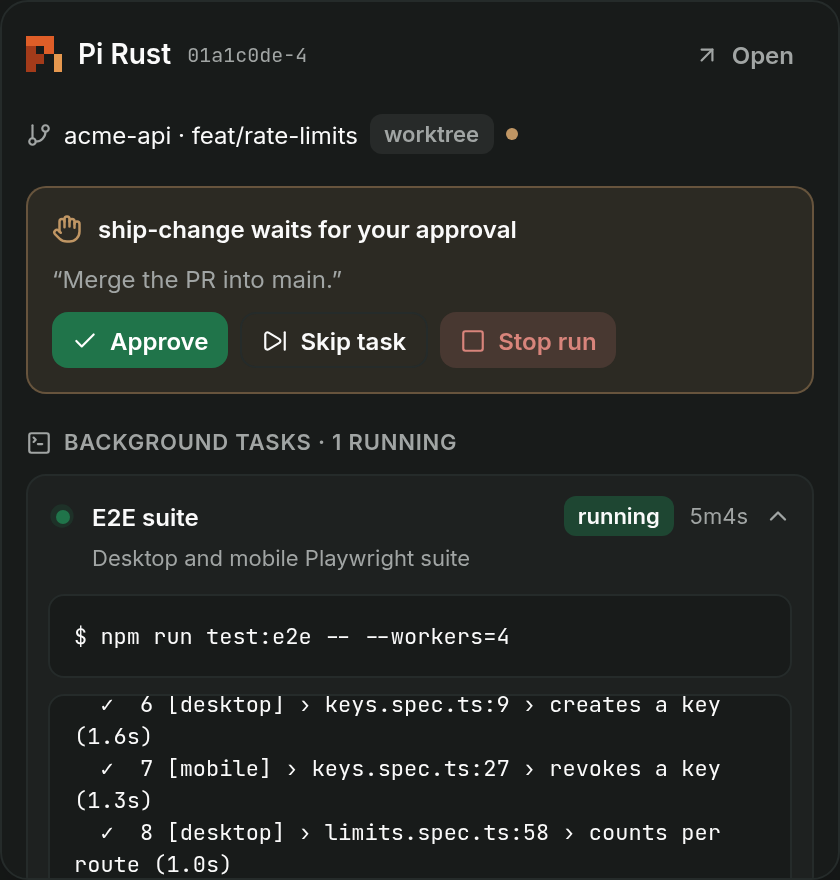 Pi Rust 01a1c0de-4 Open
acme-api · feat/rate-limits worktree
ship-change waits for your approval
“Merge the PR into main.”
Approve Skip task Stop run
BACKGROUND TASKS · 1 RUNNING
E2E suite running 5m4s
Desktop and mobile Playwright suite
$ npm run test:e2e -- --workers=4
✓ 6 [desktop] › keys.spec.ts:9 › creates a key
(1.6s)
✓ 7 [mobile] › keys.spec.ts:27 › revokes a key
(1.3s)
✓ 8 [desktop] › limits.spec.ts:58 › counts per
route (1.0s)